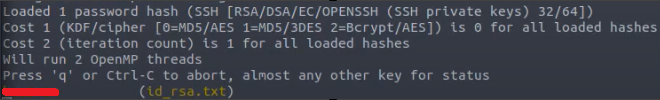 Loaded 1 password hash (SSH [RSA/DSA/EC/OPENSSH (SSH private keys) 32/64])
Cost 1 (KDF/cipher [0=MD5/AES 1=MD5/3DES 2=Bcrypt/AES]) is 0 for all loaded hashes
Cost 2 (iteration count) is 1 for all loaded hashes
Will run 2 OpenMP threads
Press 'q' or Ctrl-C to abort, almost any other key for status
(id_rsa.txt)